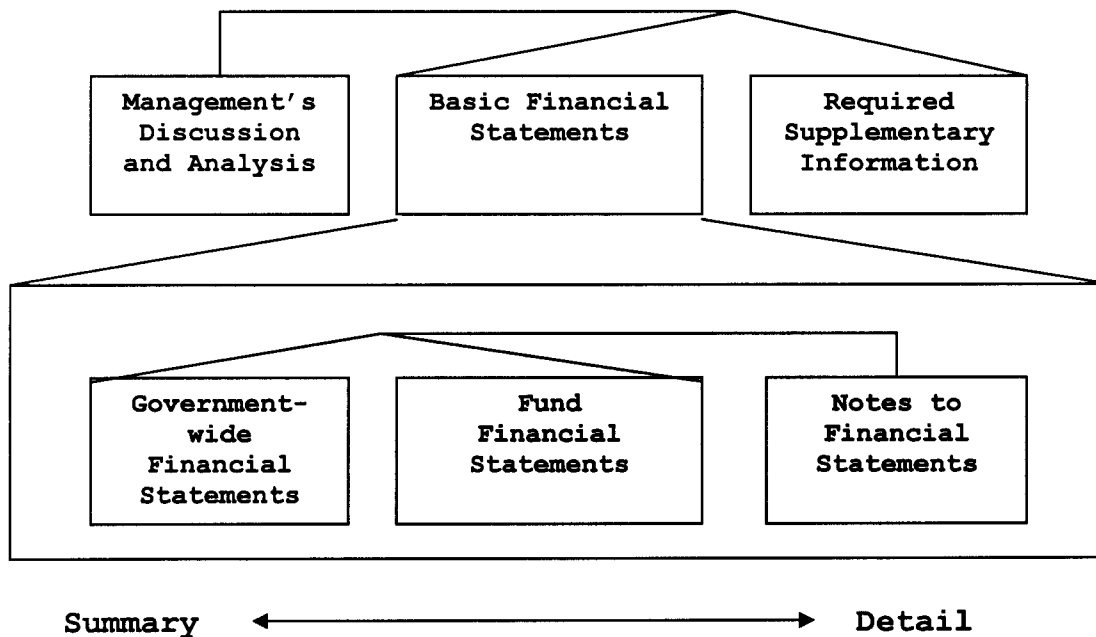 Management's
Discussion
and Analysis
Basic Financial
Statements
Required
Supplementary
Information
Government-
wide
Financial
Statements
Fund
Financial
Statements
Notes to
Financial
Statements
Summary
Detail